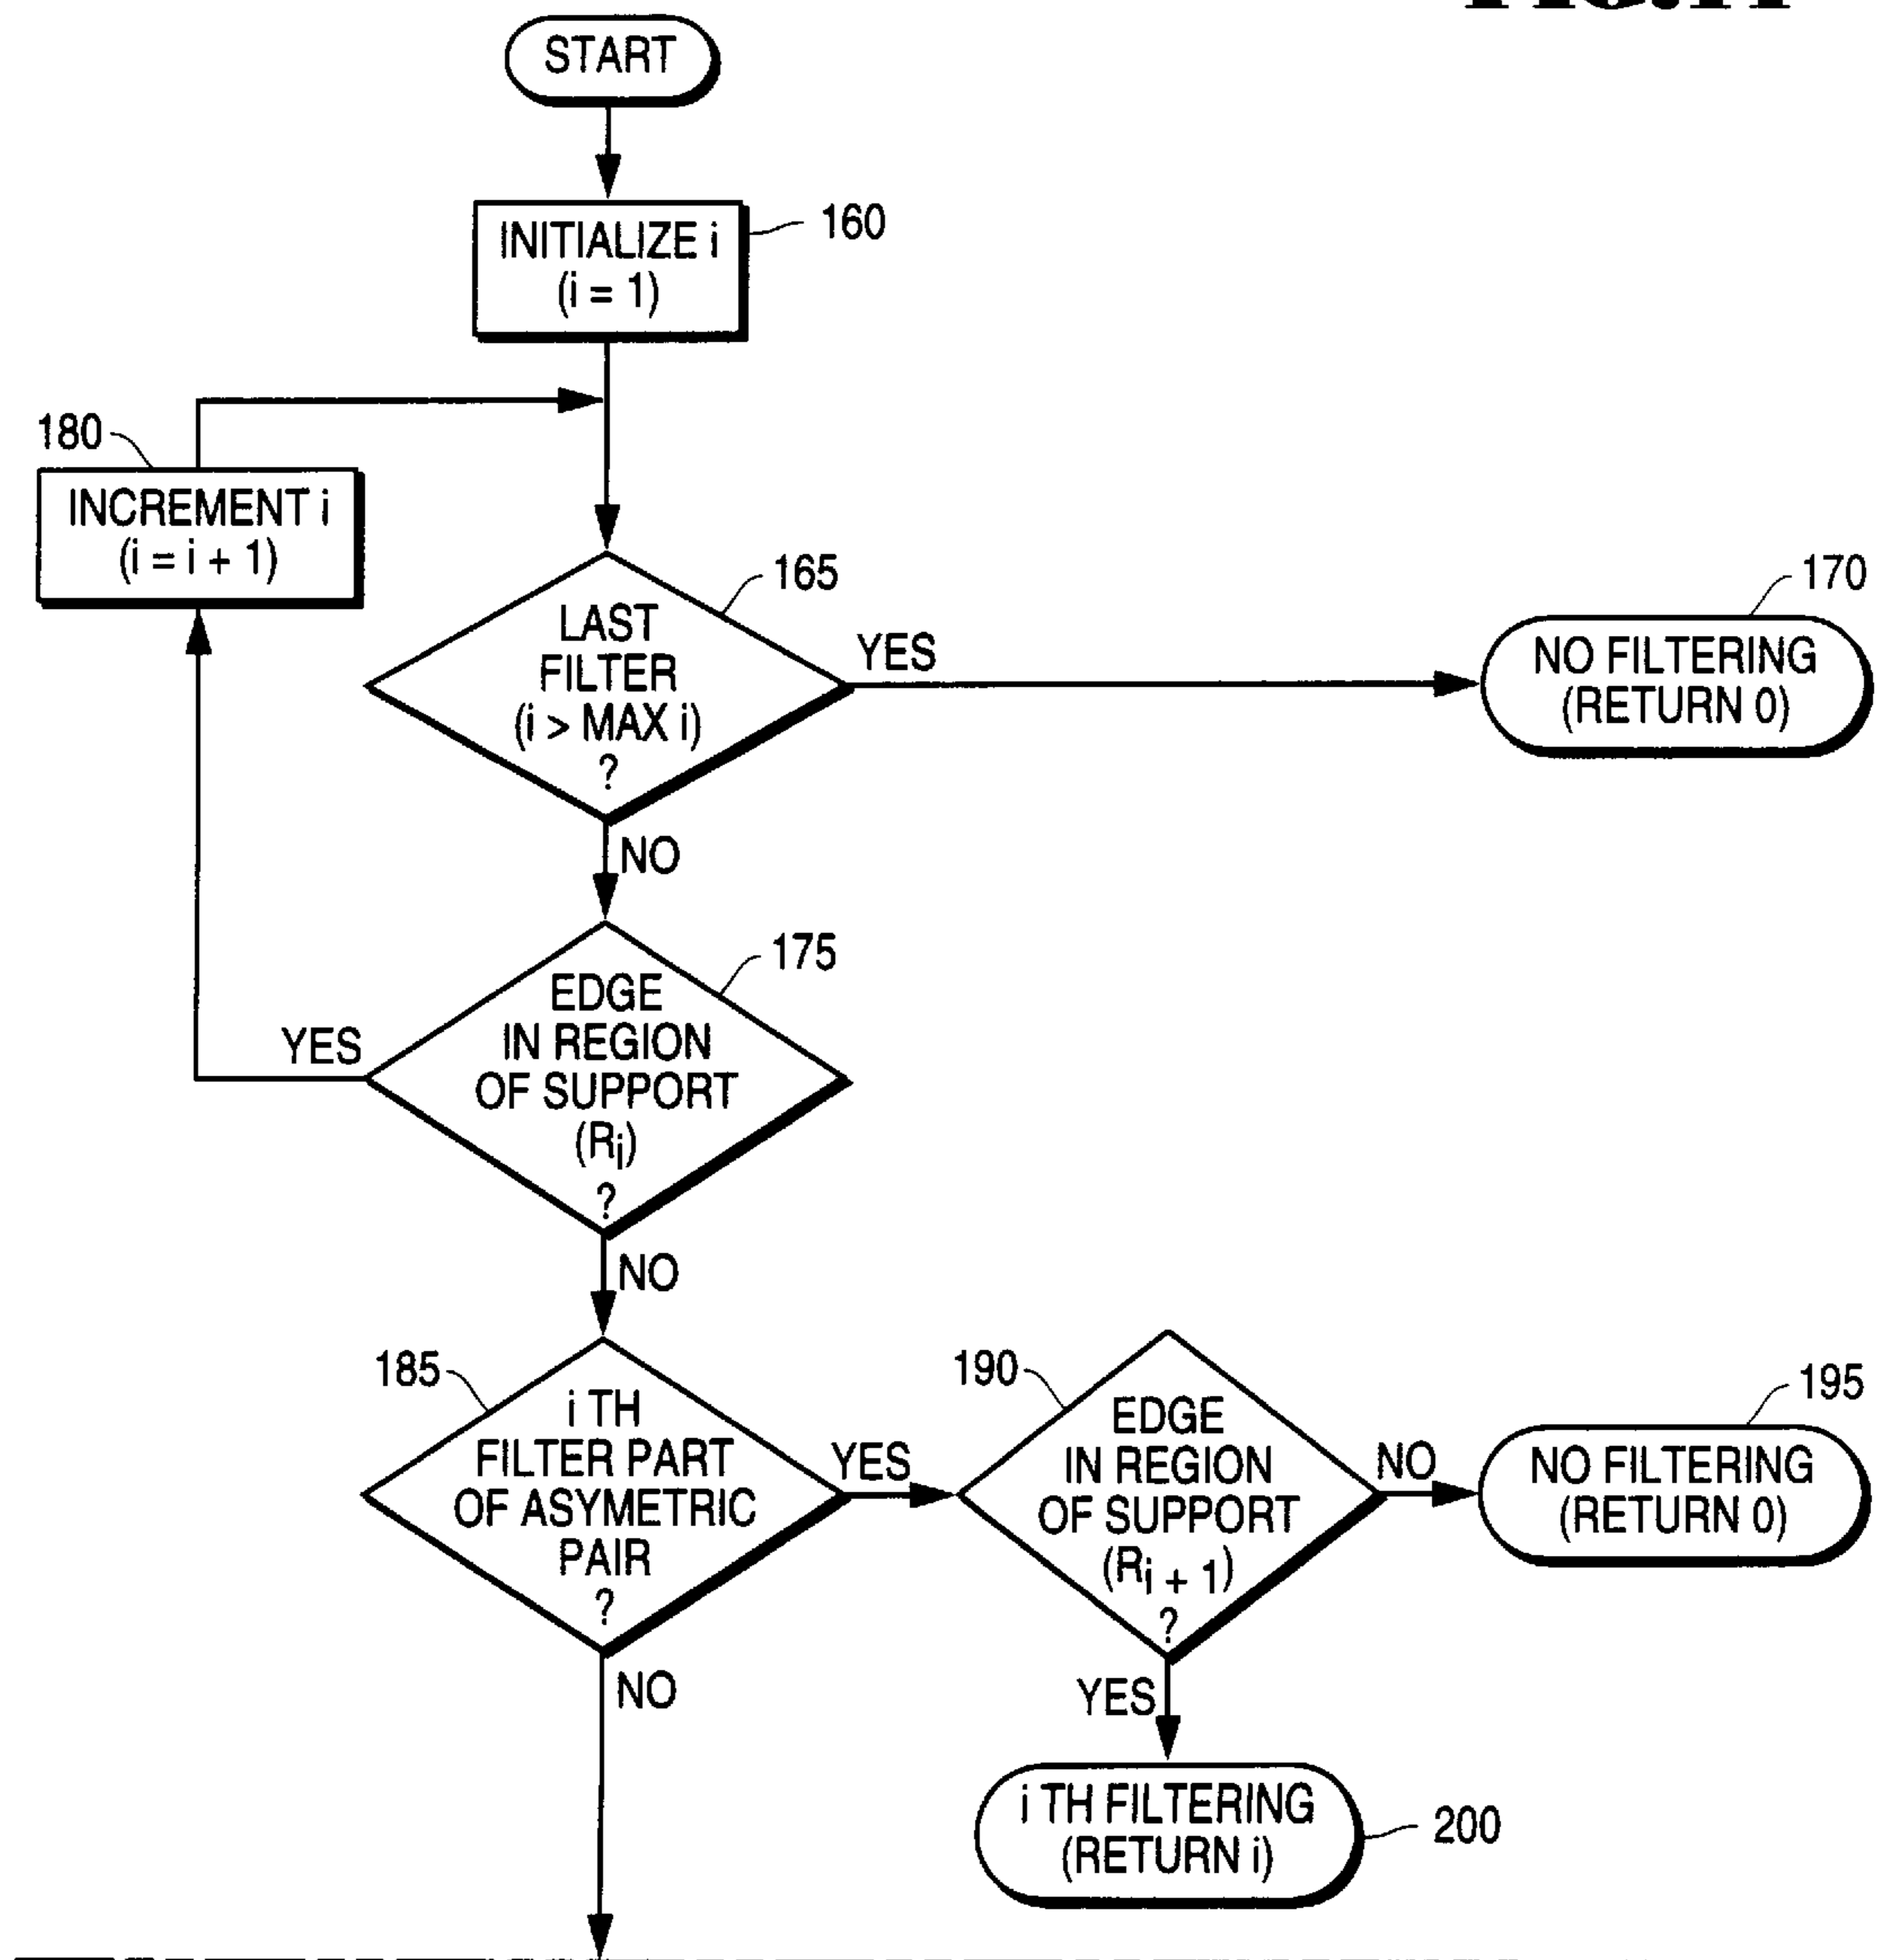 START
INITIALIZE i
(i = 1)
160
180
INCREMENT i
(i = i + 1)
165
LAST
FILTER
(i > MAX i)
?
YES
170
NO FILTERING
(RETURN 0)
NO
175
EDGE
IN REGION
OF SUPPORT
(Ri)
?
YES
NO
185
i TH
FILTER PART
OF ASYMETRIC
PAIR
?
YES
190
EDGE
IN REGION
OF SUPPORT
(Ri + 1)
?
NO
195
NO FILTERING
(RETURN 0)
NO
YES
i TH FILTERING
(RETURN i)
200